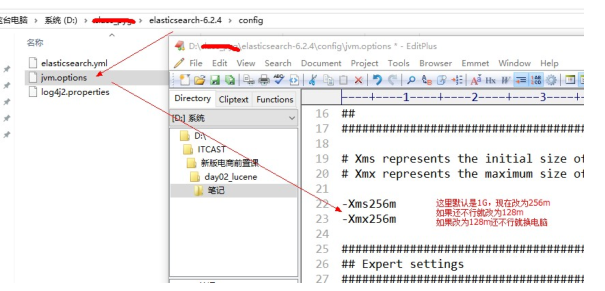 台电脑 › 系统 (D:) › › elasticsearch-6.2.4 › config
名称
elasticsearch.yml
jvm.options
log4j2.properties
D:\ elasticsearch-6.2.4\config\jvm.options * - EditPlus
File Edit View Search Document Project Tools Browser Emmet Window Help
Directory Cliptext Functions
[D:] 系统
D:\
ITCAST
新版电商前置课
day02_lucene
笔记
----+----1----+----2----+----3----+
16 ##
17 ####################################
18
19 # Xms represents the initial size of
20 # Xmx represents the maximum size of
21
22 -Xms256m
23 -Xmx256m
24
25 ####################################
26 ## Expert settings
27 ####################################
这里默认是1G，现在改为256m
如果还不行就改为128m
如果改为128m还不行就换电脑